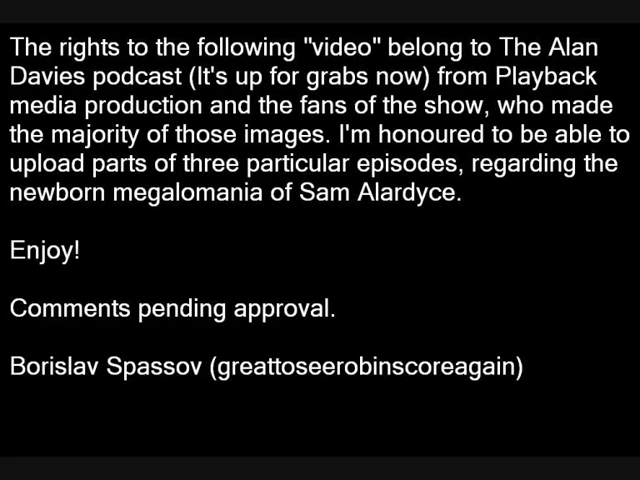 The rights to the following "video" belong to The Alan
Davies podcast (It's up for grabs now) from Playback
media production and the fans of the show, who made
the majority of those images. I'm honoured to be able to
upload parts of three particular episodes, regarding the
newborn megalomania of Sam Alardyce.
Enjoy!
Comments pending approval.
Borislav Spassov (greattoseerobinscoreagain)